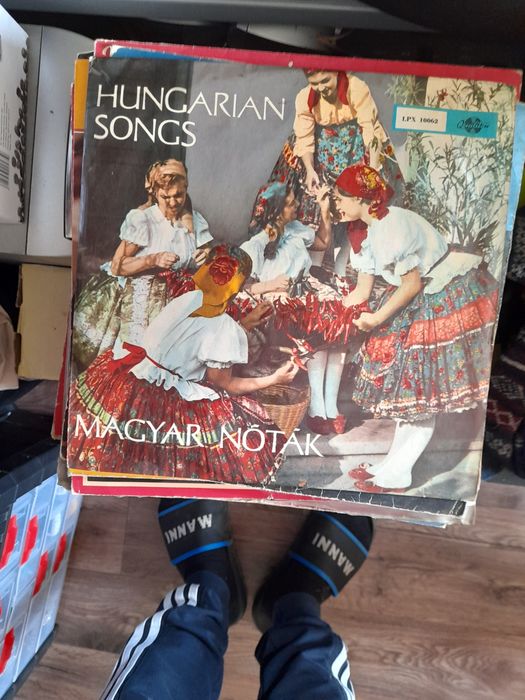 HUNGARIAN
SONGS
LPX 10062
Qualiton
MAGYAR NÓTÁK
MANNI
MANNI